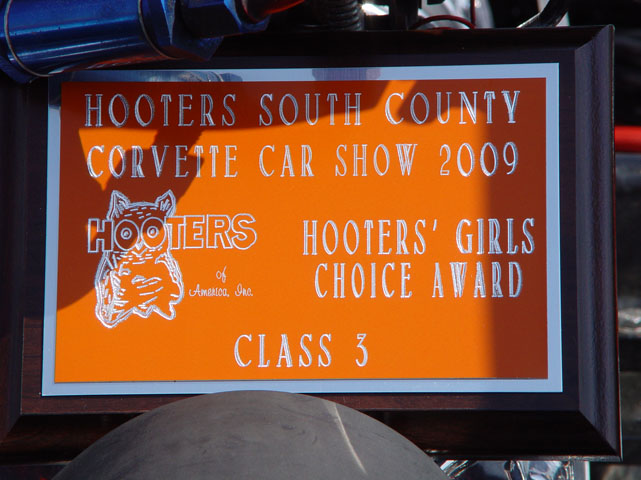 HOOTERS SOUTH COUNTY
CORVETTE CAR SHOW 2009
HOOTERS
of
America, Inc.
HOOTERS' GIRLS
CHOICE AWARD
CLASS 3